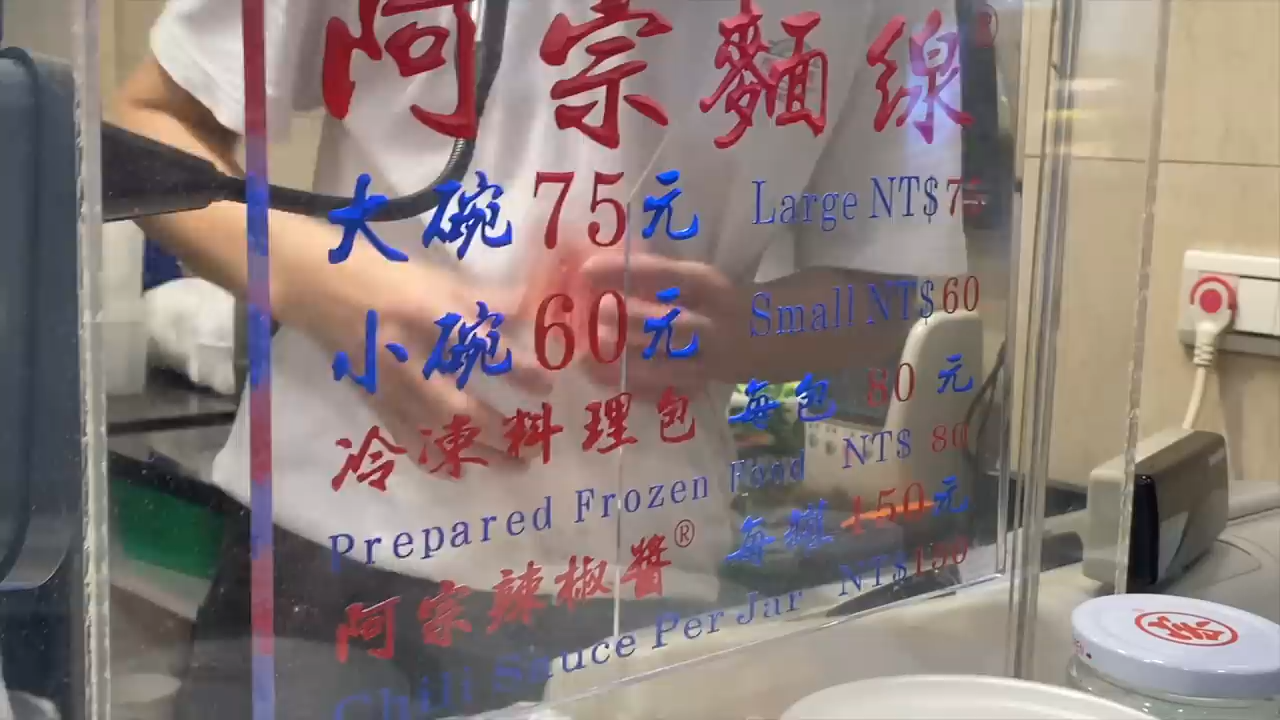 阿宗麵線®
大碗75元 Large NT$75
小碗60元 Small NT$60
冷凍料理包 每包 80 元
Prepared Frozen Food NT$ 80
阿宗辣椒醬® 每罐 150元
Chili Sauce Per Jar NT$150